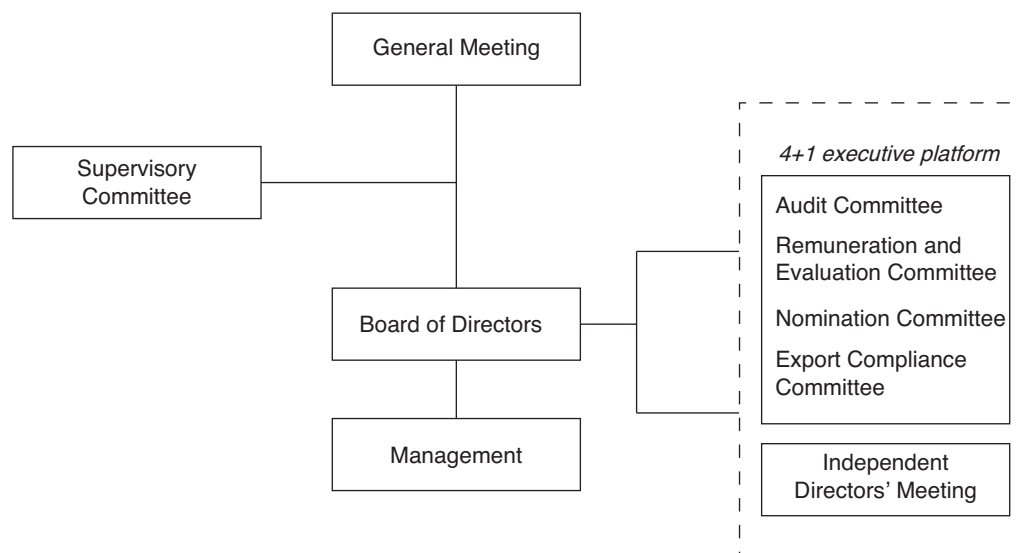 General Meeting
4+1 executive platform
Supervisory
Committee
Audit Committee
Remuneration and
Evaluation Committee
Board of Directors
Nomination Committee
Export Compliance
Committee
Management
Independent
Directors’ Meeting